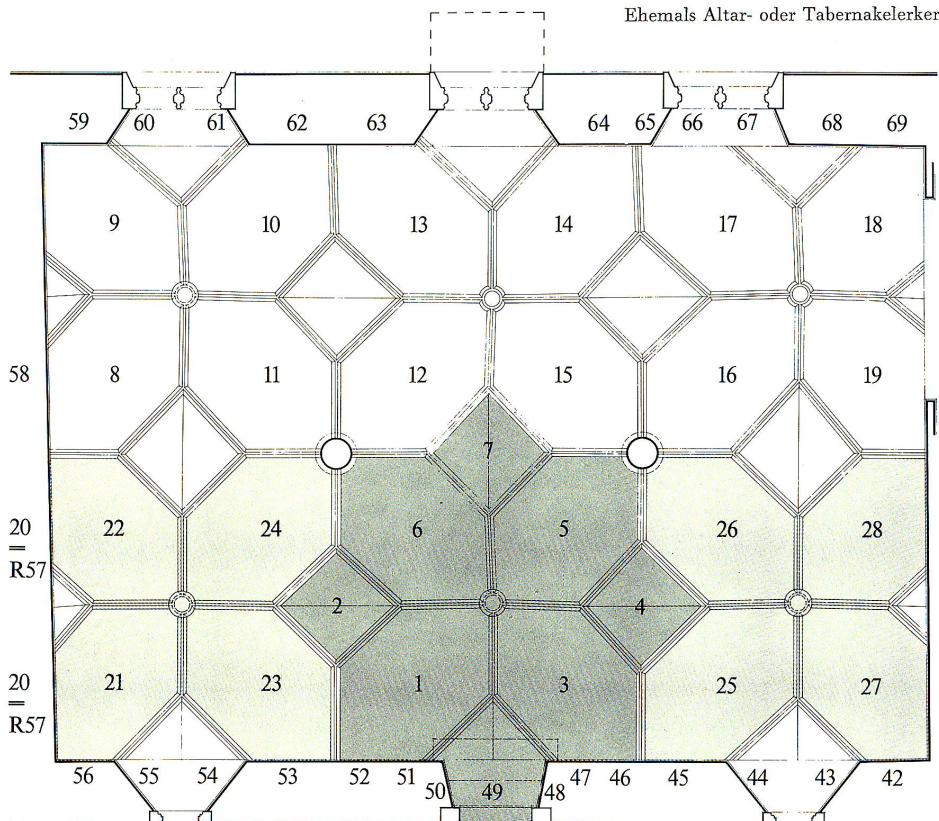 Ehemals Altar- oder Tabernakelerker
59 60 61 62 63 64 65 66 67 68 69
9 10 13 14 17 18
58 8 11 12 15 16 19
7
20 = R57 22 24 6 5 26 28
2 4
20 = R57 21 23 1 3 25 27
56 55 54 53 52 51 50 49 48 47 46 45 44 43 42